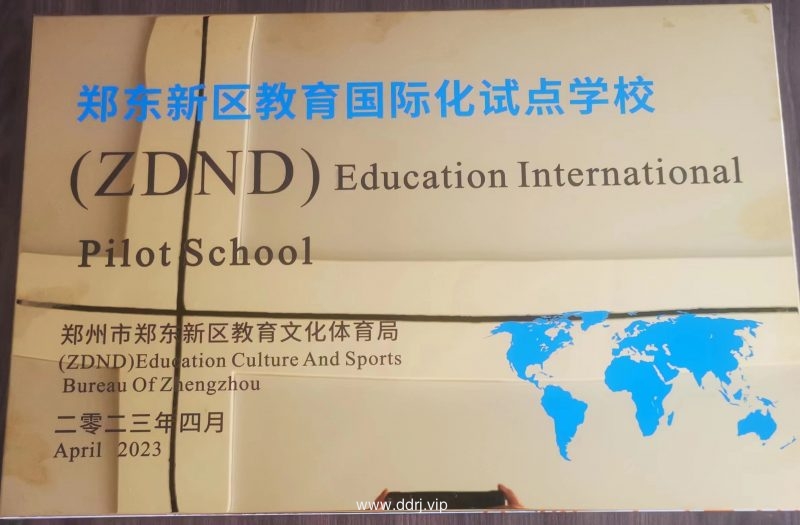 郑东新区教育国际化试点学校
(ZDND) Education International
Pilot School
郑州市郑东新区教育文化体育局
(ZDND)Education Culture And Sports
Bureau Of Zhengzhou
二零二三年四月
April 2023
www.ddrj.vip